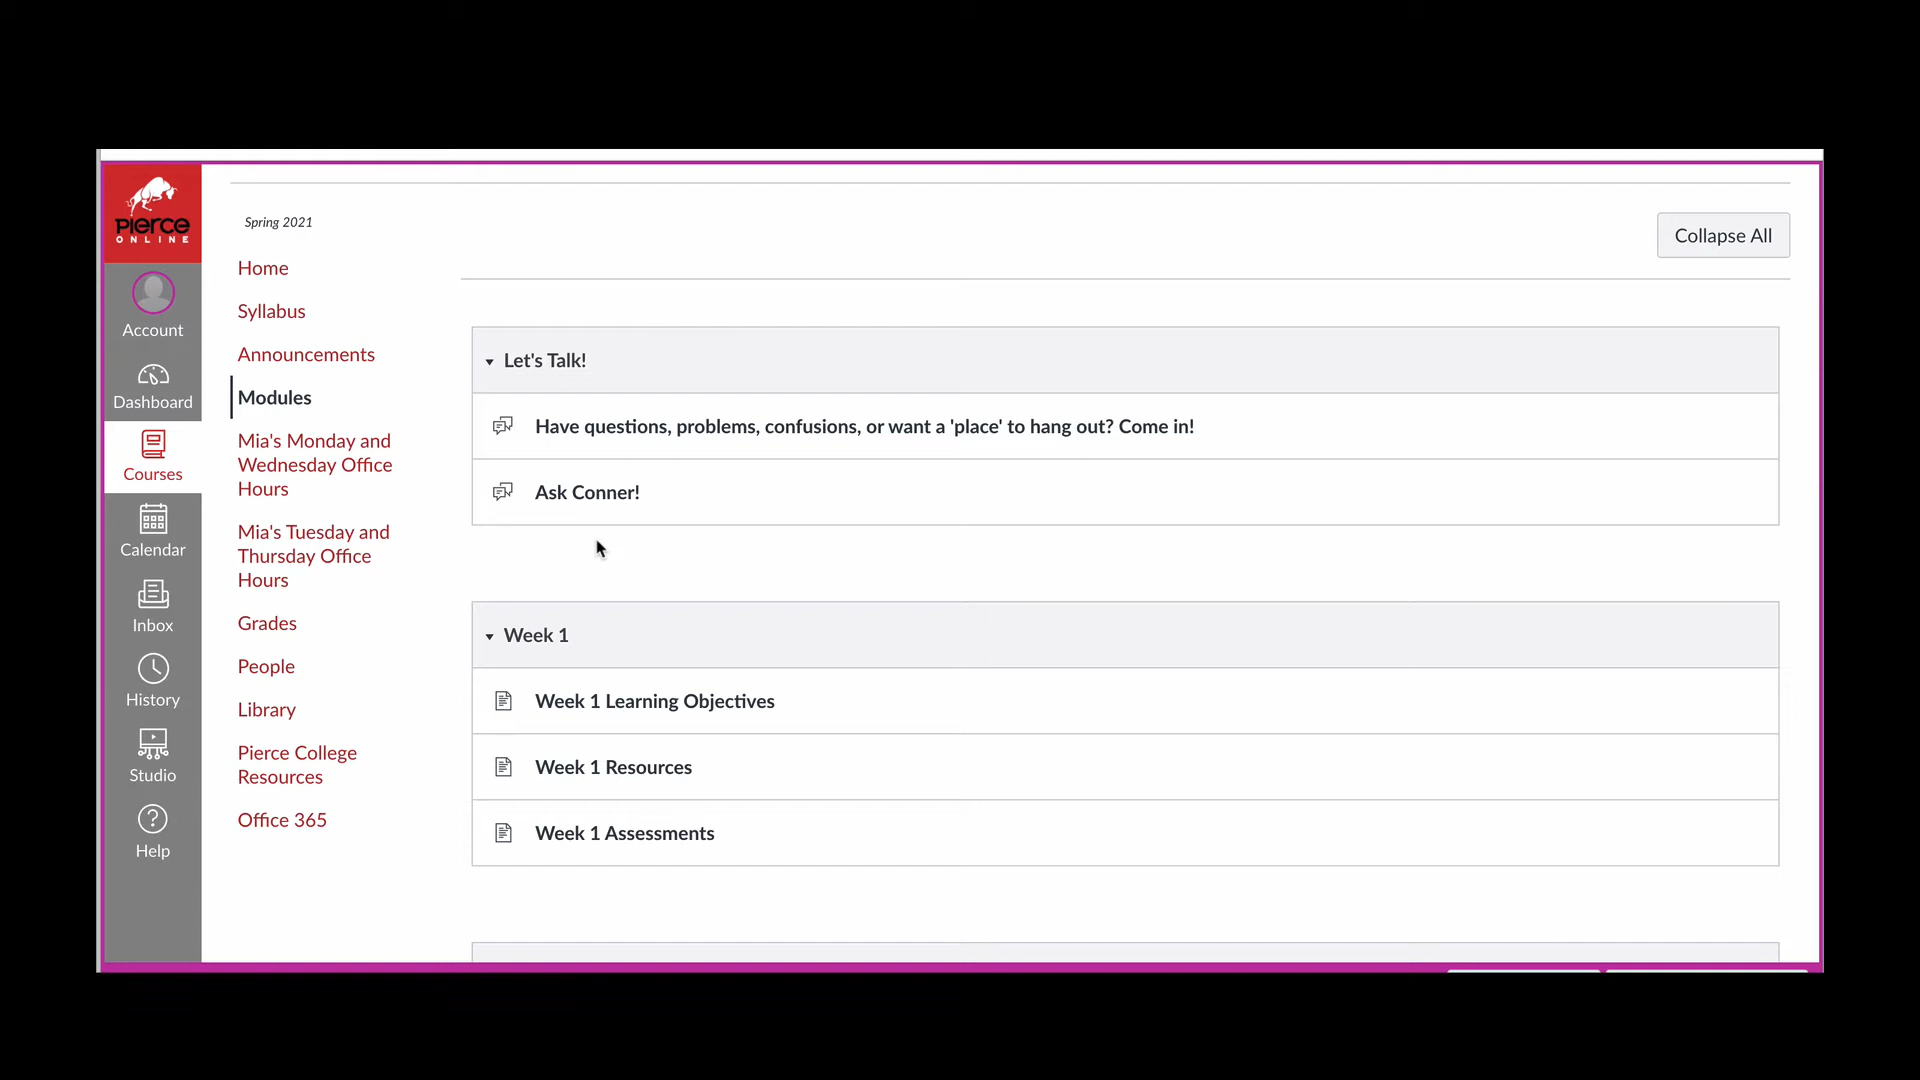 Pierce
ONLINE
Account
Dashboard
Courses
Calendar
Inbox
History
Studio
Help
Spring 2021
Home
Syllabus
Announcements
Modules
Mia's Monday and
Wednesday Office
Hours
Mia's Tuesday and
Thursday Office
Hours
Grades
People
Library
Pierce College
Resources
Office 365
Collapse All
Let's Talk!
Have questions, problems, confusions, or want a 'place' to hang out? Come in!
Ask Conner!
Week 1
Week 1 Learning Objectives
Week 1 Resources
Week 1 Assessments